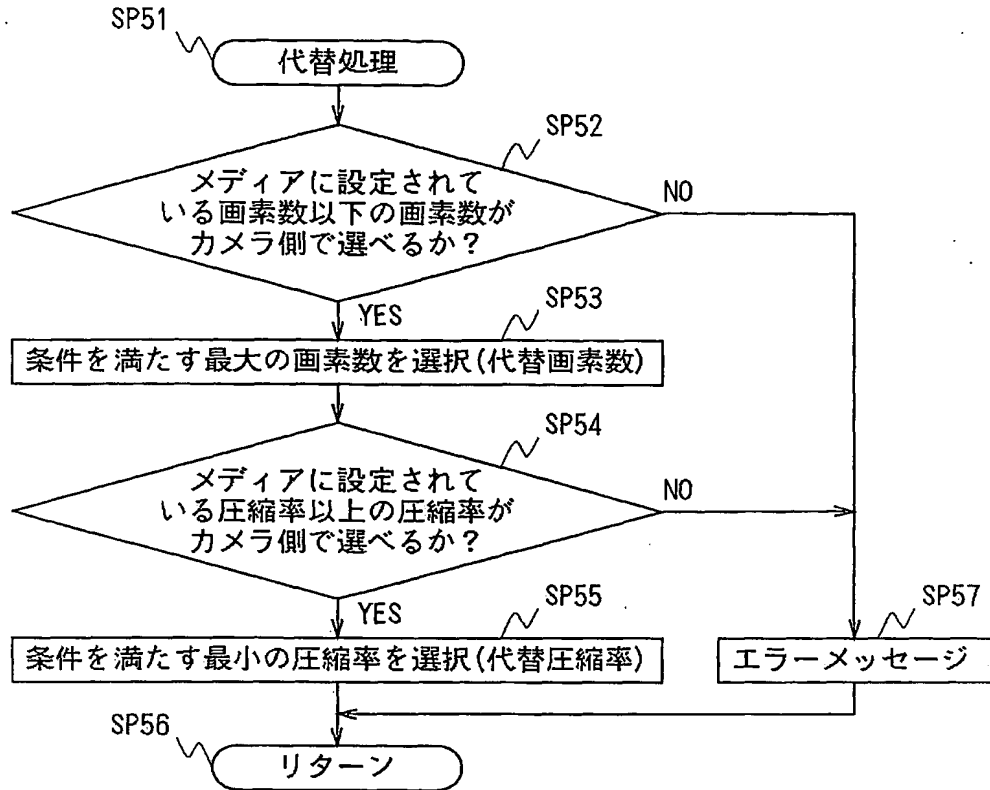 SP51
代替処理
SP52
メディアに設定されて
いる画素数以下の画素数が
カメラ側で選べるか？
NO
YES
SP53
条件を満たす最大の画素数を選択(代替画素数)
SP54
メディアに設定されて
いる圧縮率以上の圧縮率が
カメラ側で選べるか？
NO
YES
SP55
条件を満たす最小の圧縮率を選択(代替圧縮率)
SP57
エラーメッセージ
SP56
リターン